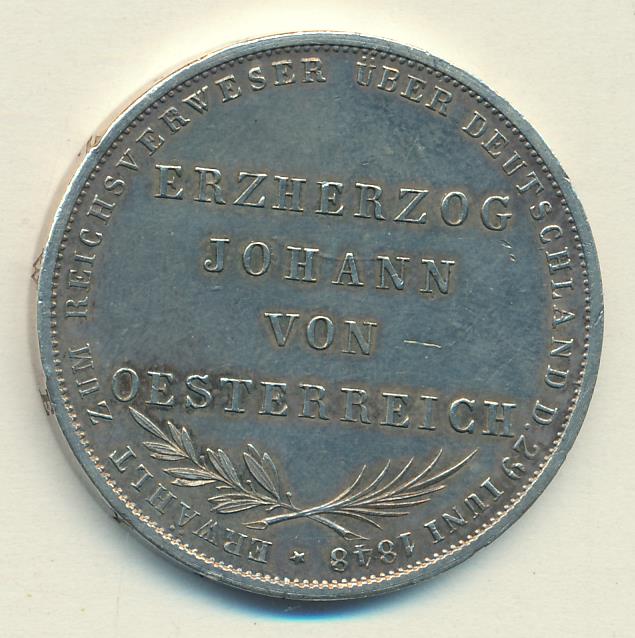 ERWÄHLT ZUM REICHSVERWESER ÜBER DEUTSCHLAND D. 29 IUNI 1848 *
ERZHERZOG
JOHANN
VON
OESTERREICH